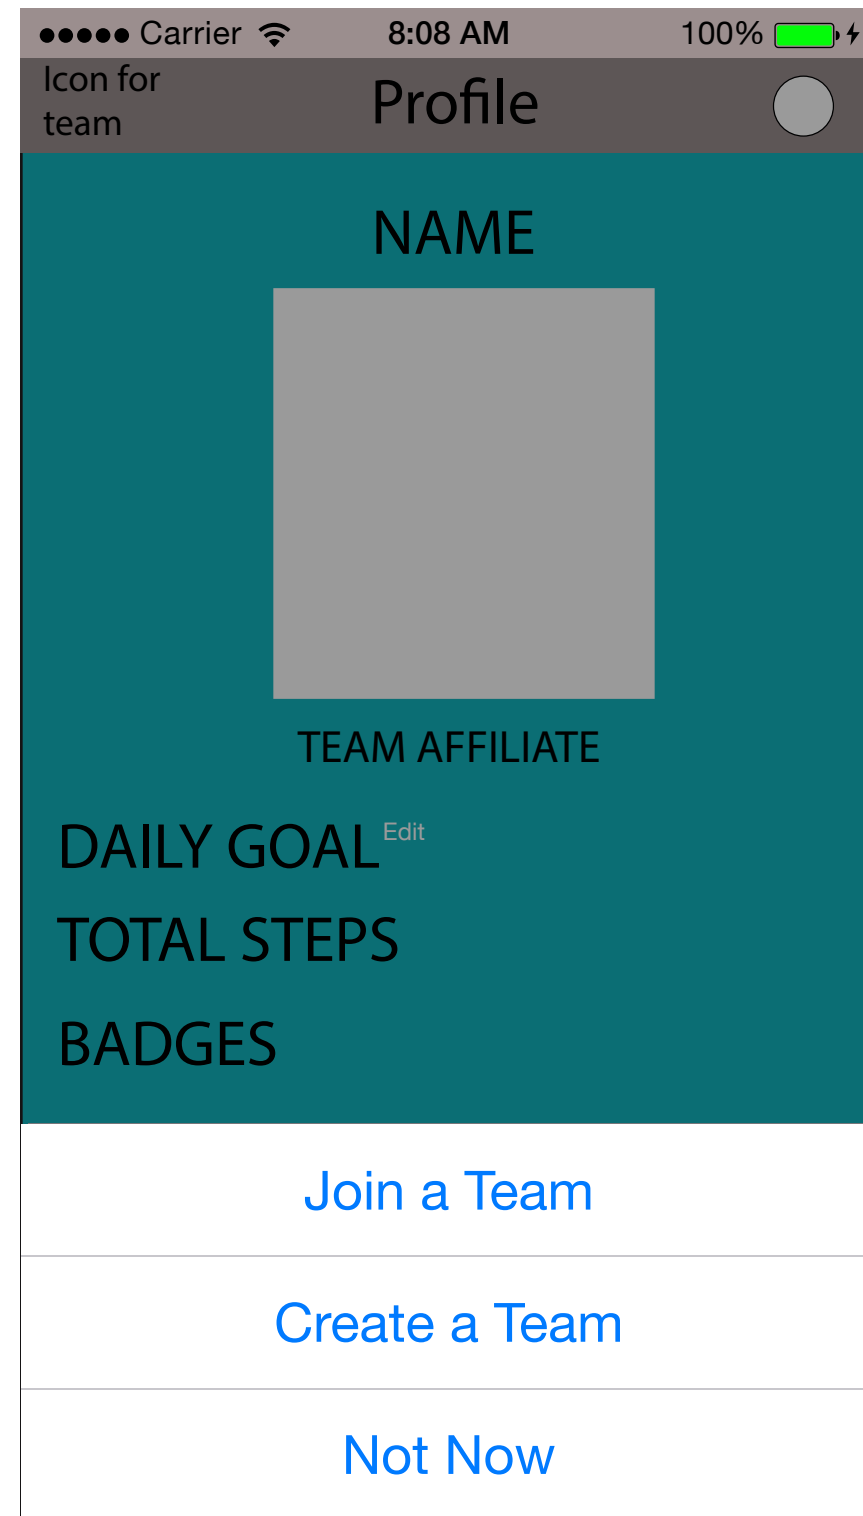 Carrier 8:08 AM 100%
Icon for
team
Profile
NAME
TEAM AFFILIATE
DAILY GOAL Edit
TOTAL STEPS
BADGES
Join a Team
Create a Team
Not Now